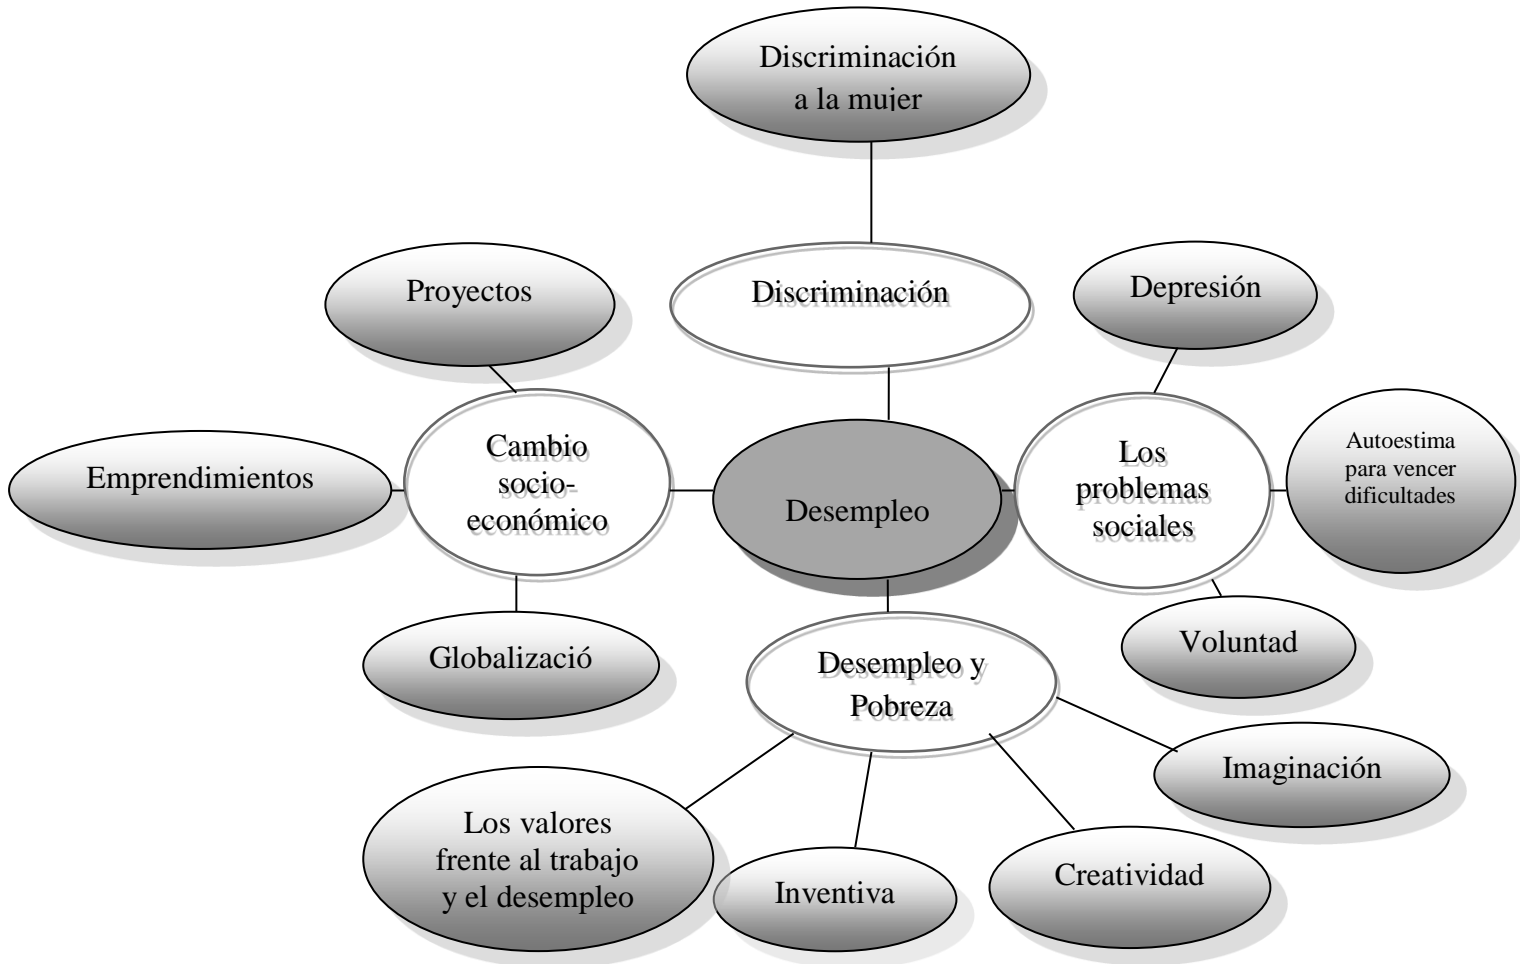 Discriminación
a la mujer
Proyectos
Discriminación
Depresión
Emprendimientos
Cambio
socio-
económico
Desempleo
Los
problemas
sociales
Autoestima
para vencer
dificultades
Globalizació
Desempleo y
Pobreza
Voluntad
Imaginación
Los valores
frente al trabajo
y el desempleo
Inventiva
Creatividad